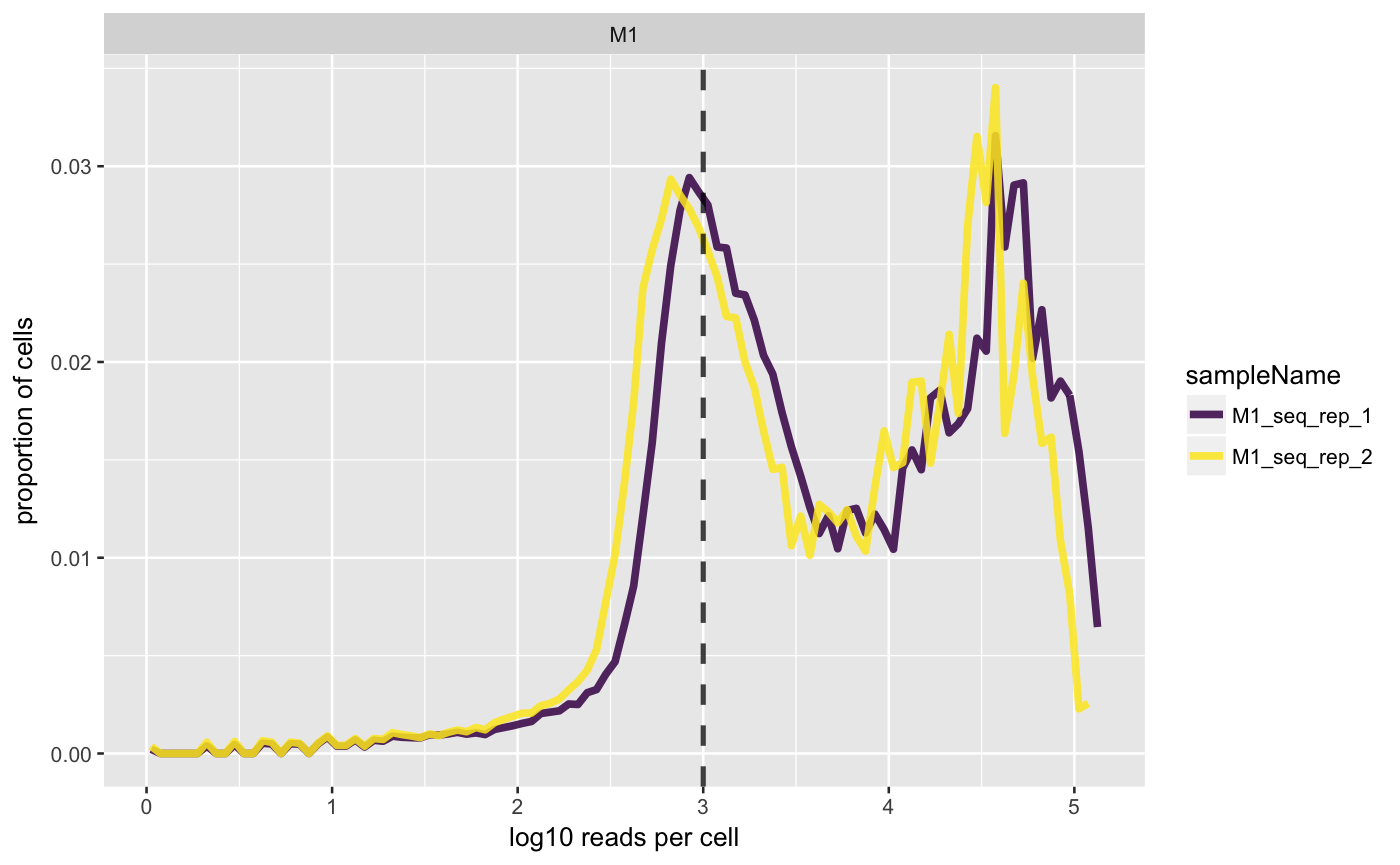 M1
0.03
0.02
0.01
0.00
proportion of cells
0 1 2 3 4 5
log10 reads per cell
sampleName
M1_seq_rep_1
M1_seq_rep_2